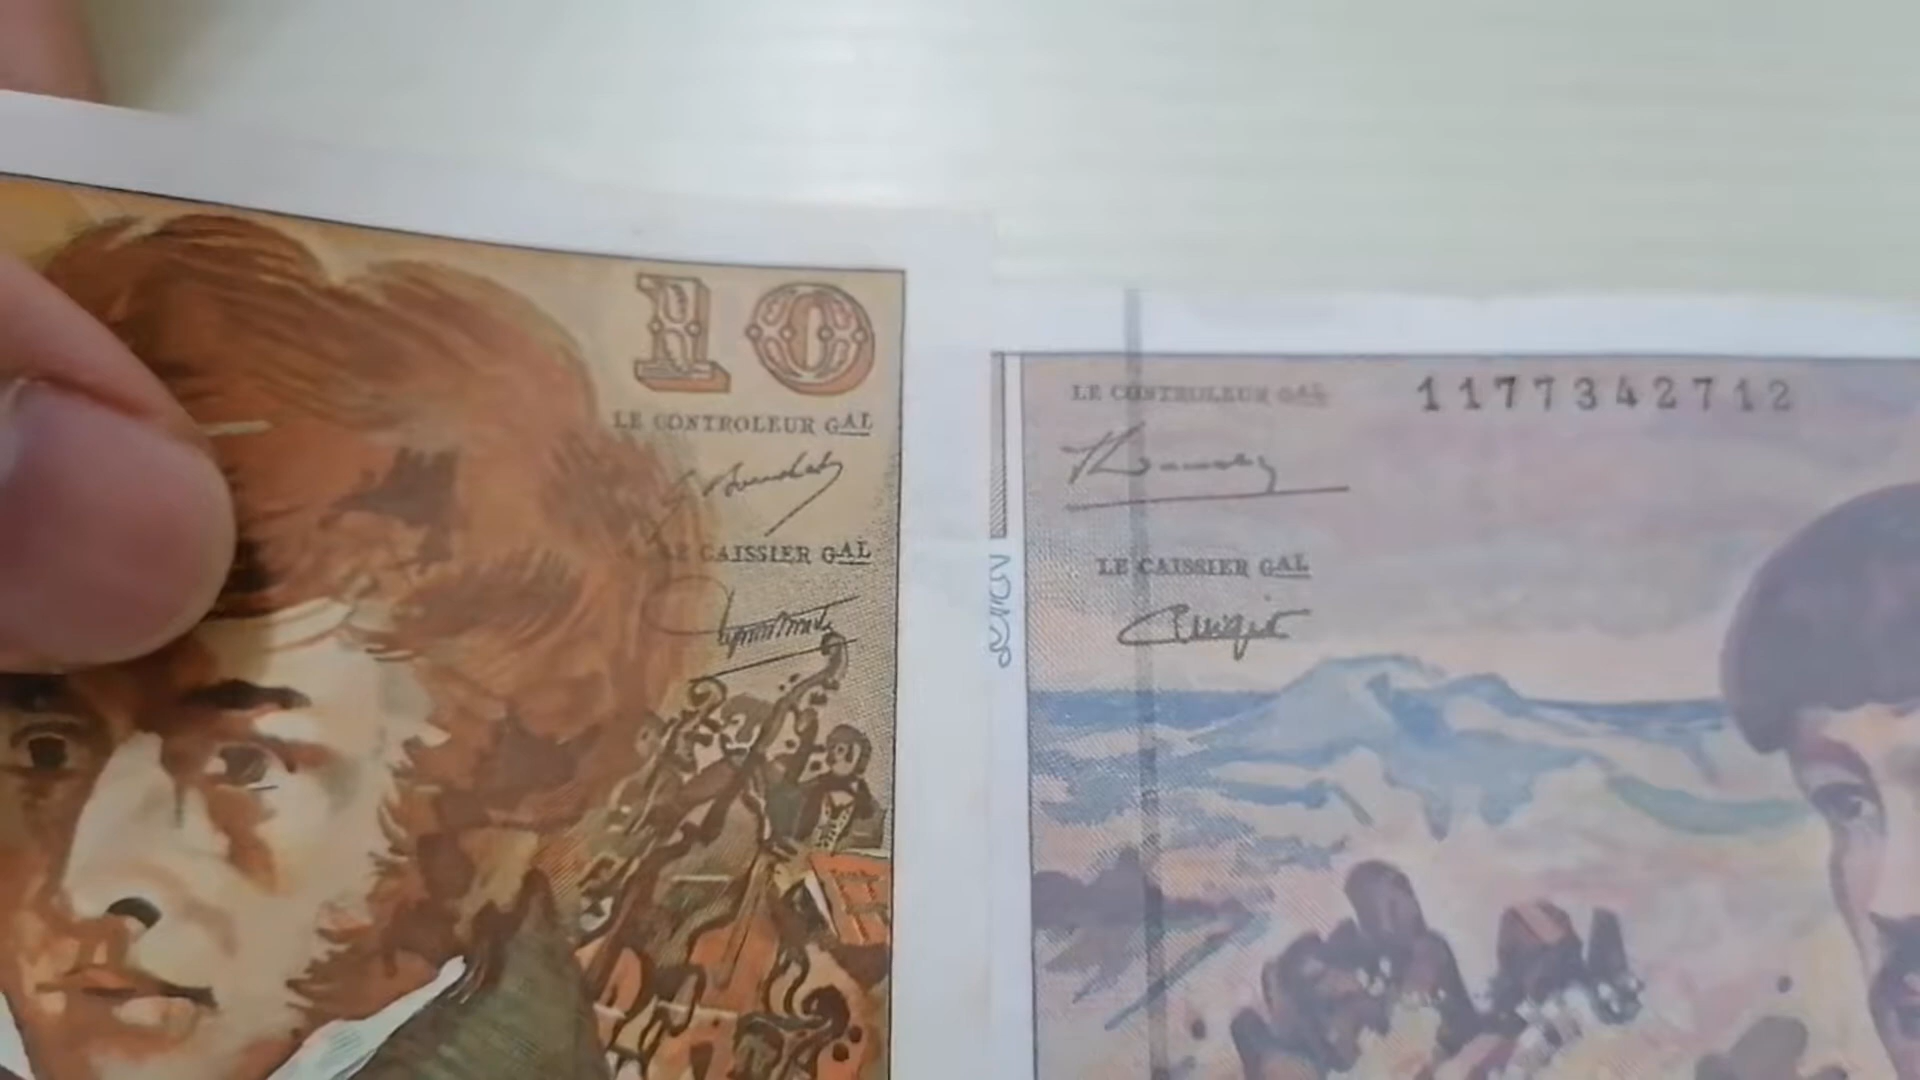 10
LE CONTROLEUR GAL
LE CAISSIER GAL
LE CONTROLEUR GAL
1177342712
LE CAISSIER GAL